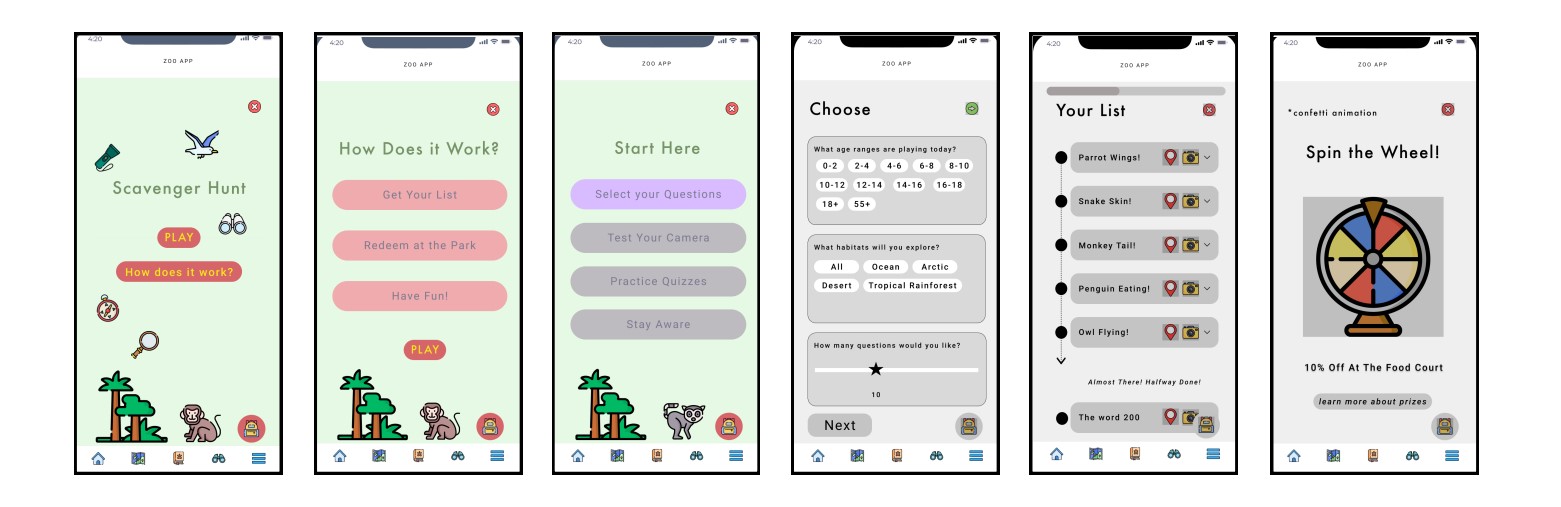 4:20
ZOO APP
Scavenger Hunt
PLAY
How does it work?
4:20
ZOO APP
How Does it Work?
Get Your List
Redeem at the Park
Have Fun!
PLAY
4:20
ZOO APP
Start Here
Select your Questions
Test Your Camera
Practice Quizzes
Stay Aware
4:20
ZOO APP
Choose
What age ranges are playing today?
0-2 2-4 4-6 6-8 8-10
10-12 12-14 14-16 16-18
18+ 55+
What habitats will you explore?
All Ocean Arctic
Desert Tropical Rainforest
How many questions would you like?
10
Next
4:20
ZOO APP
Your List
Parrot Wings!
Snake Skin!
Monkey Tail!
Penguin Eating!
Owl Flying!
Almost There! Halfway Done!
The word 200
4:20
ZOO APP
*confetti animation
Spin the Wheel!
10% Off At The Food Court
learn more about prizes